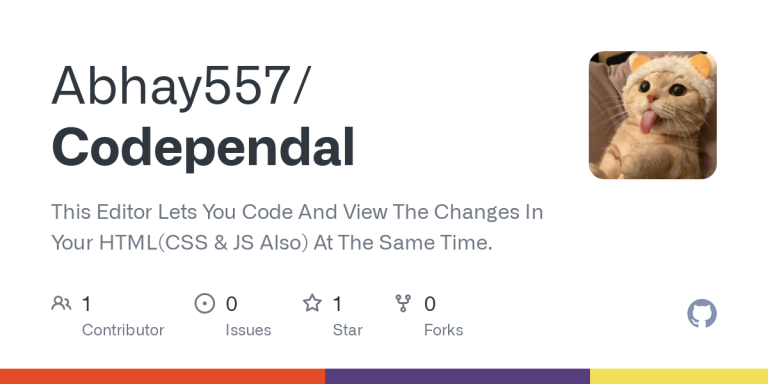 Abhay557/
Codependal
This Editor Lets You Code And View The Changes In
Your HTML(CSS & JS Also) At The Same Time.
1
Contributor
0
Issues
1
Star
0
Forks